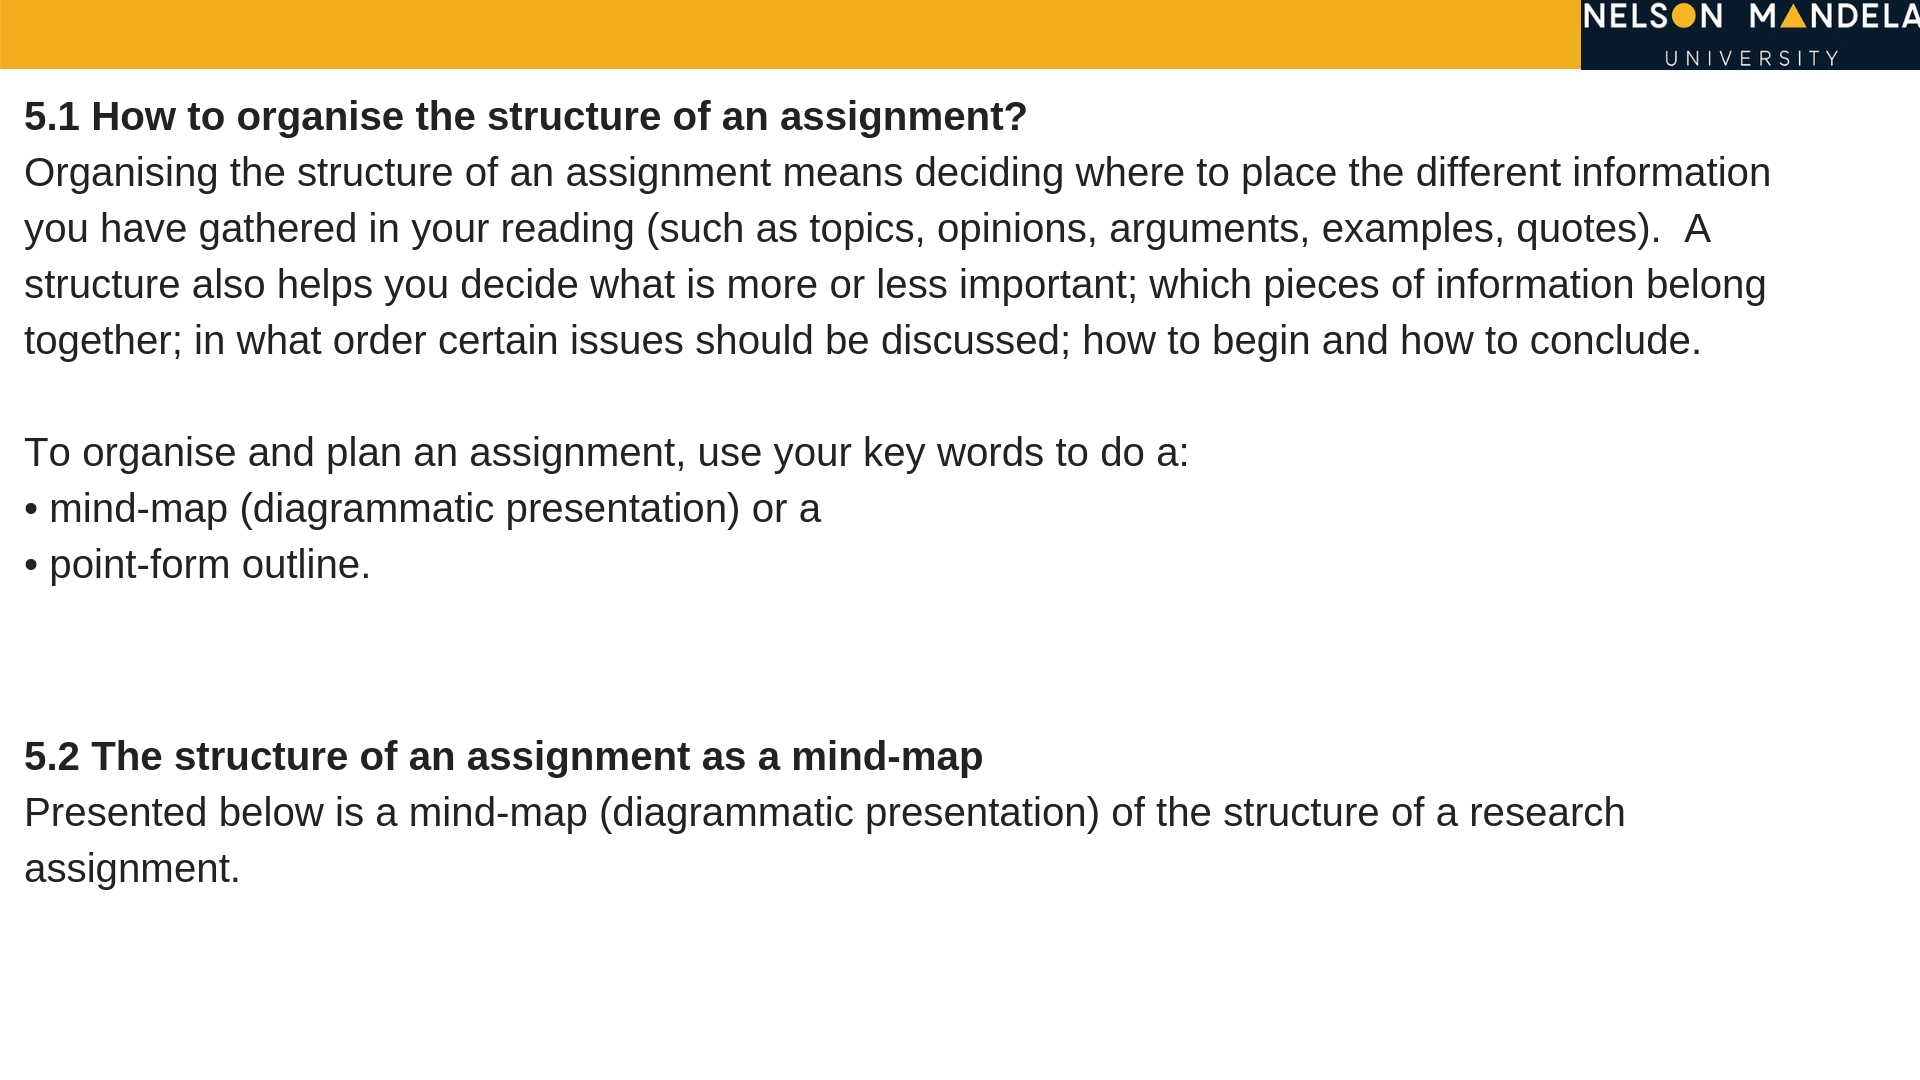 NELSON MANDELA
UNIVERSITY
5.1 How to organise the structure of an assignment?
Organising the structure of an assignment means deciding where to place the different information
you have gathered in your reading (such as topics, opinions, arguments, examples, quotes).  A
structure also helps you decide what is more or less important; which pieces of information belong
together; in what order certain issues should be discussed; how to begin and how to conclude.
To organise and plan an assignment, use your key words to do a:
• mind-map (diagrammatic presentation) or a
• point-form outline.
5.2 The structure of an assignment as a mind-map
Presented below is a mind-map (diagrammatic presentation) of the structure of a research
assignment.